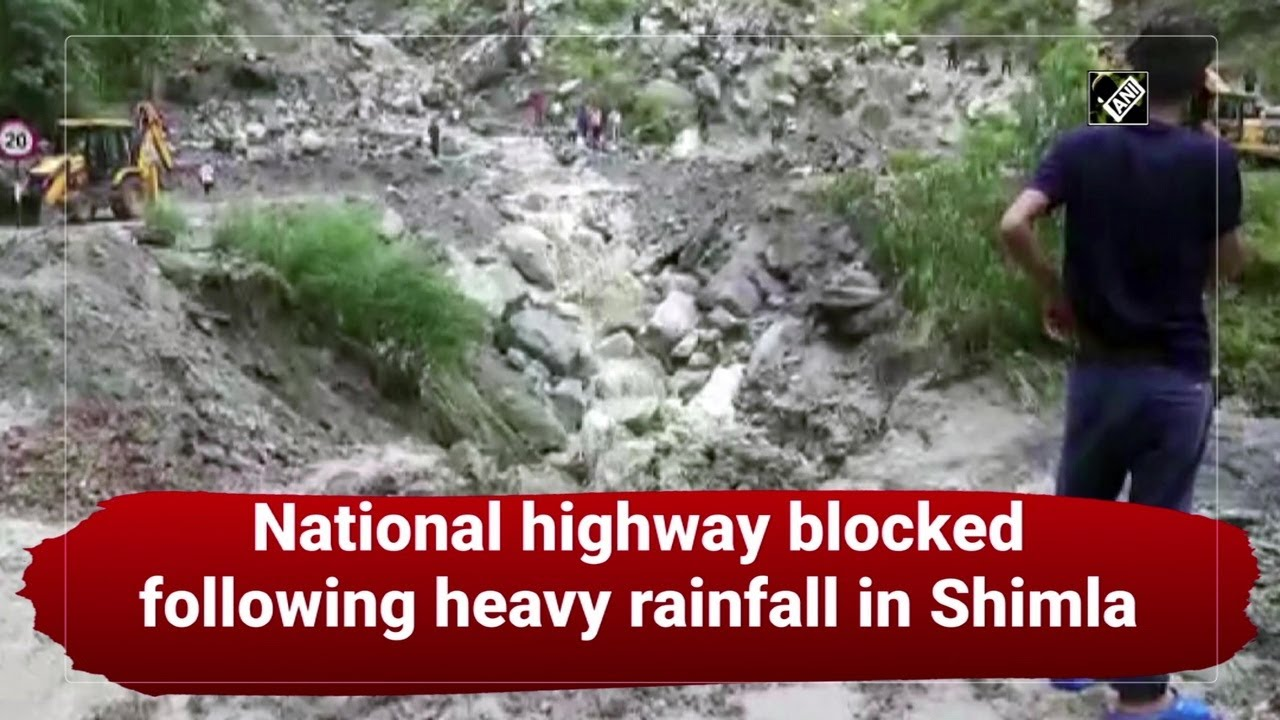 20
ANI
National highway blocked
following heavy rainfall in Shimla